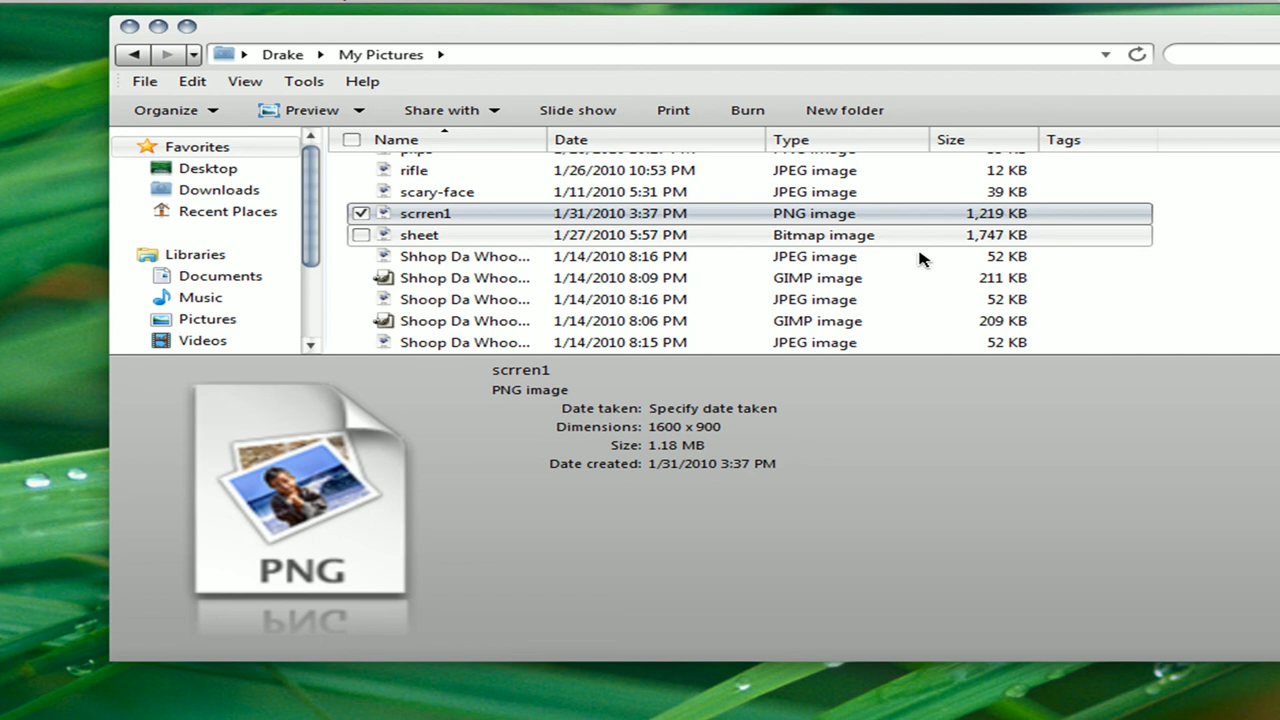 Drake My Pictures
File Edit View Tools Help
Organize Preview Share with Slide show Print Burn New folder
Name Date Type Size Tags
rifle 1/26/2010 10:53 PM JPEG image 12 KB
scary-face 1/11/2010 5:31 PM JPEG image 39 KB
scrren1 1/31/2010 3:37 PM PNG image 1,219 KB
sheet 1/27/2010 5:57 PM Bitmap image 1,747 KB
Shhop Da Whoo... 1/14/2010 8:16 PM JPEG image 52 KB
Shoop Da Whoo... 1/14/2010 8:09 PM GIMP image 211 KB
Shoop Da Whoo... 1/14/2010 8:16 PM JPEG image 52 KB
Shoop Da Whoo... 1/14/2010 8:06 PM GIMP image 209 KB
Shoop Da Whoo... 1/14/2010 8:15 PM JPEG image 52 KB
Favorites
Desktop
Downloads
Recent Places
Libraries
Documents
Music
Pictures
Videos
scrren1
PNG image
Date taken: Specify date taken
Dimensions: 1600 x 900
Size: 1.18 MB
Date created: 1/31/2010 3:37 PM
PNG